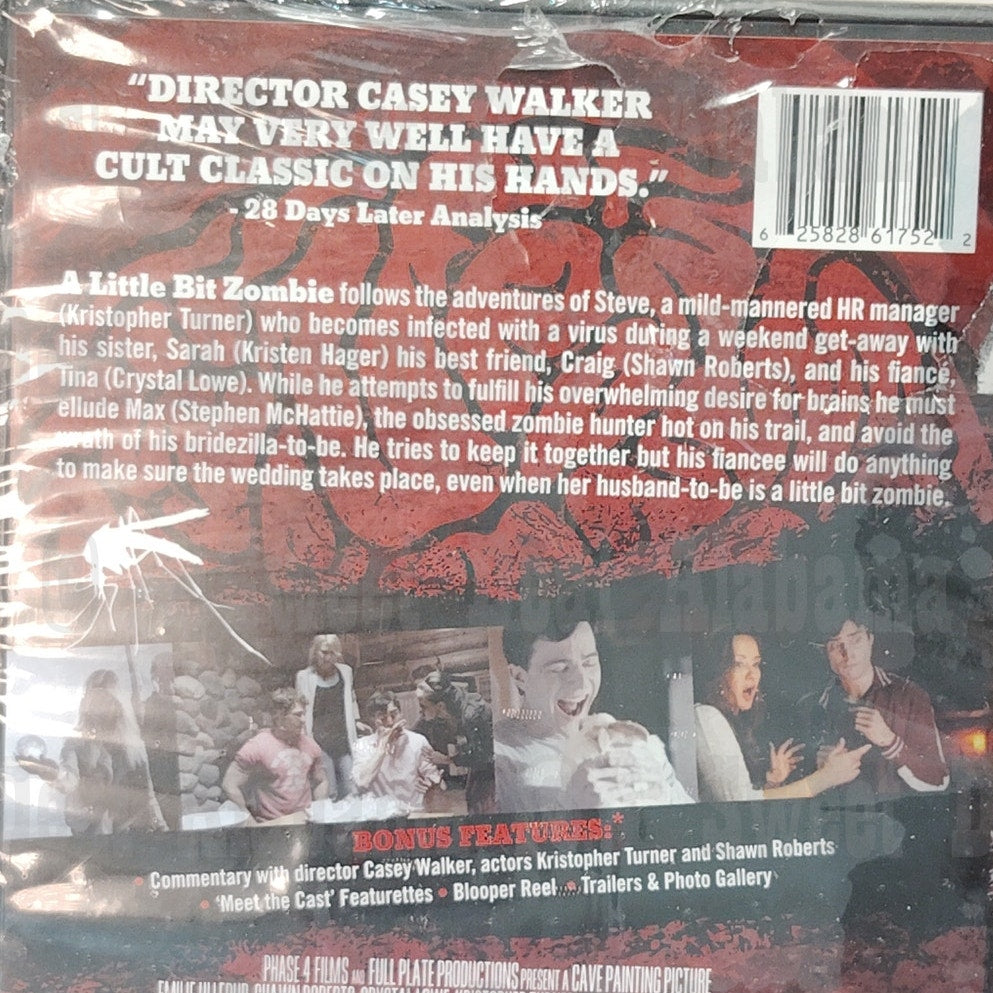 “DIRECTOR CASEY WALKER
MAY VERY WELL HAVE A
CULT CLASSIC ON HIS HANDS.”
- 28 Days Later Analysis
6 25828 61752 2
A Little Bit Zombie follows the adventures of Steve, a mild-mannered HR manager
(Kristopher Turner) who becomes infected with a virus during a weekend get-away with
his sister, Sarah (Kristen Hager) his best friend, Craig (Shawn Roberts), and his fiancé,
Tina (Crystal Lowe). While he attempts to fulfill his overwhelming desire for brains he must
ellude Max (Stephen McHattie), the obsessed zombie hunter hot on his trail, and avoid the
wrath of his bridezilla-to-be. He tries to keep it together but his fiancee will do anything
to make sure the wedding takes place, even when her husband-to-be is a little bit zombie.
Sweet Alabama
Sweet
BONUS FEATURES:*
• Commentary with director Casey Walker, actors Kristopher Turner and Shawn Roberts
• ‘Meet the Cast’ Featurettes • Blooper Reel • Trailers & Photo Gallery
PHASE 4 FILMS AND FULL PLATE PRODUCTIONS PRESENT A CAVE PAINTING PICTURE